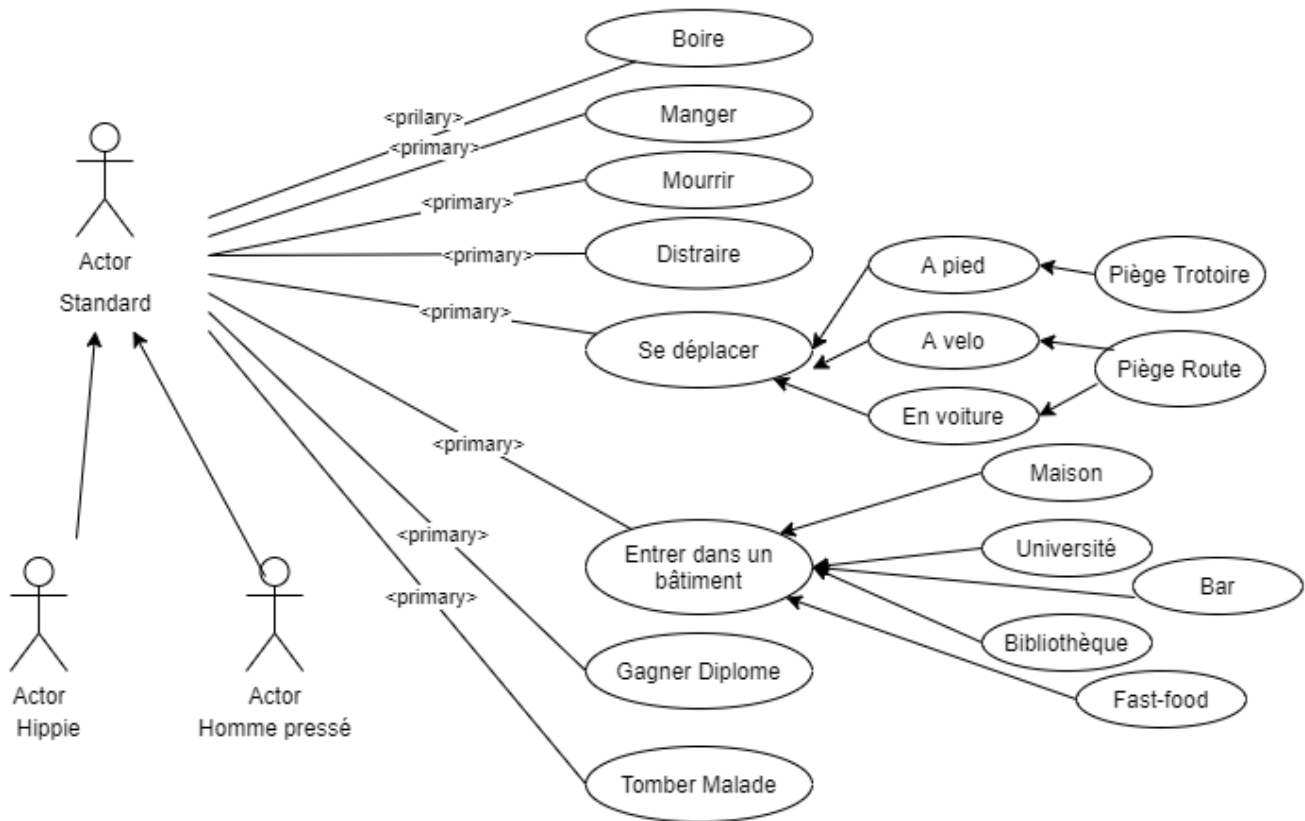 Boire
<prilary>
Manger
<primary>
Mourrir
<primary>
Distraire
<primary>
Actor
Standard
A pied
Piège Trotoire
<primary>
Se déplacer
A velo
Piège Route
En voiture
<primary>
Maison
<primary>
Entrer dans un
bâtiment
Université
Bar
<primary>
Bibliothèque
Gagner Diplome
Fast-food
Actor
Hippie
Actor
Homme pressé
Tomber Malade